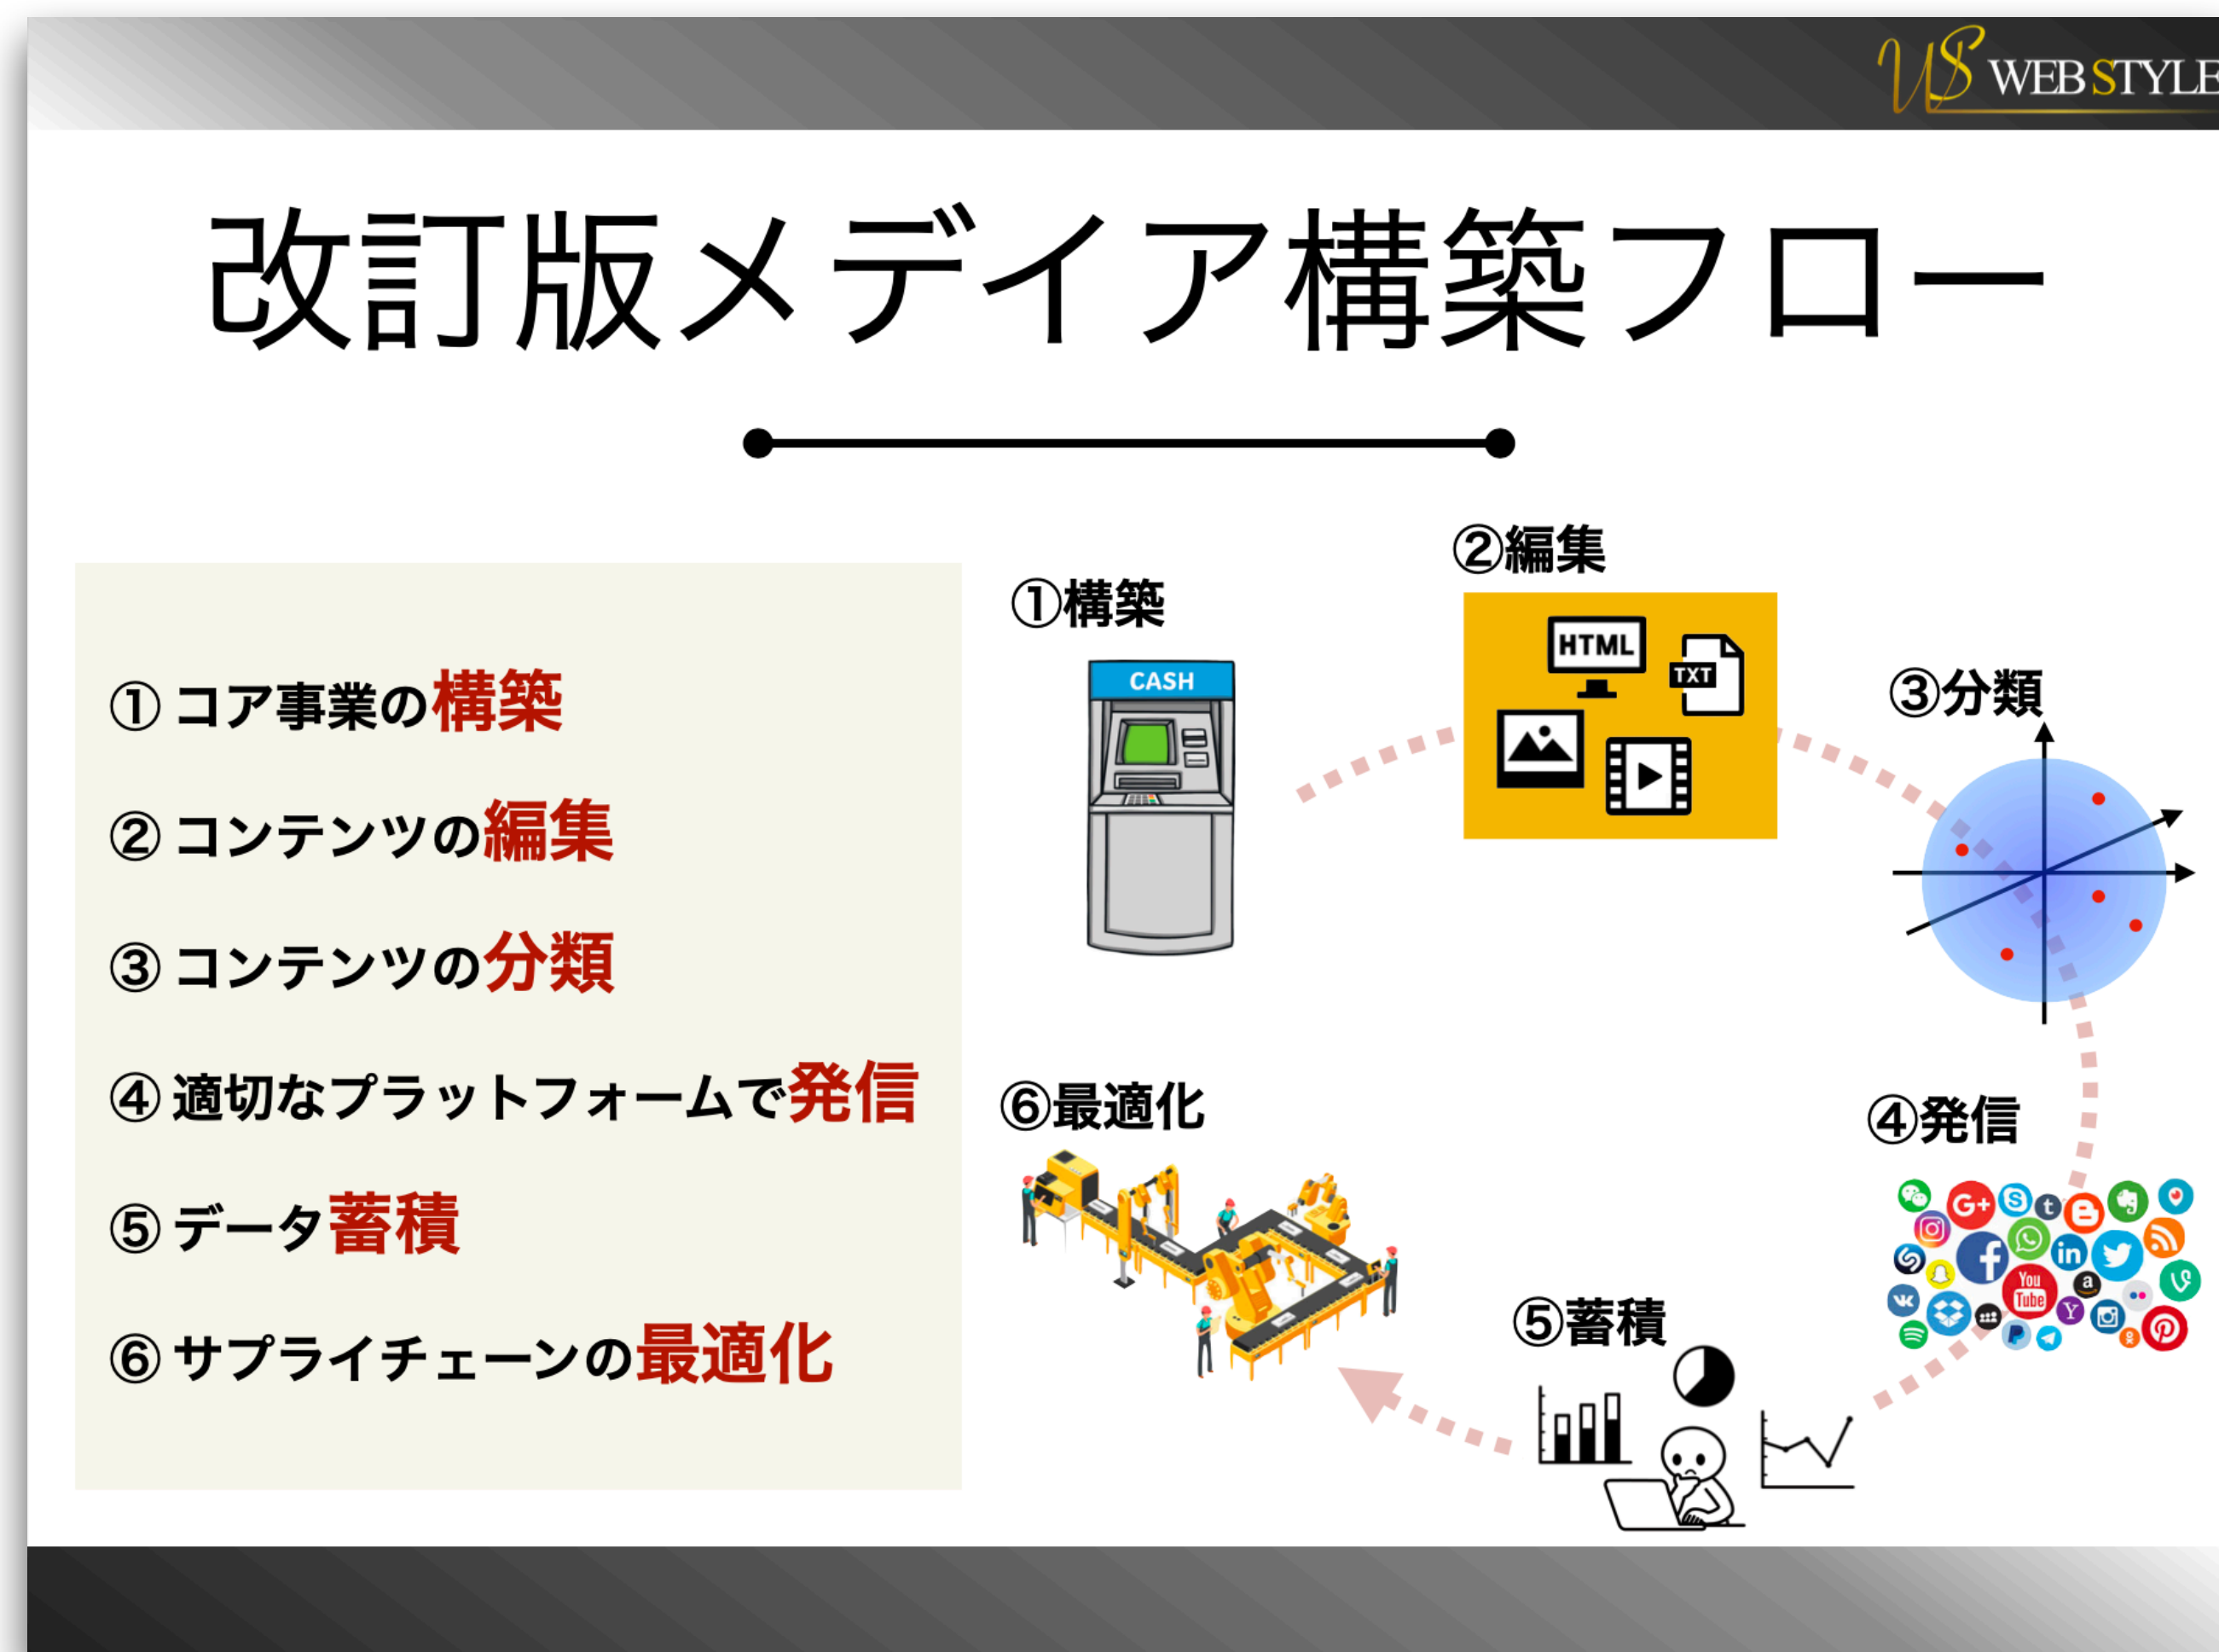 WS WEB STYLE
改訂版メデイア構築フロー
① コア事業の構築
② コンテンツの編集
③ コンテンツの分類
④ 適切なプラットフォームで発信
⑤ データ蓄積
⑥ サプライチェーンの最適化
①構築
CASH
②編集
HTML
TXT
③分類
④発信
G+
S
t
f
in
You
Tube
a
Y
⑤蓄積
⑥最適化